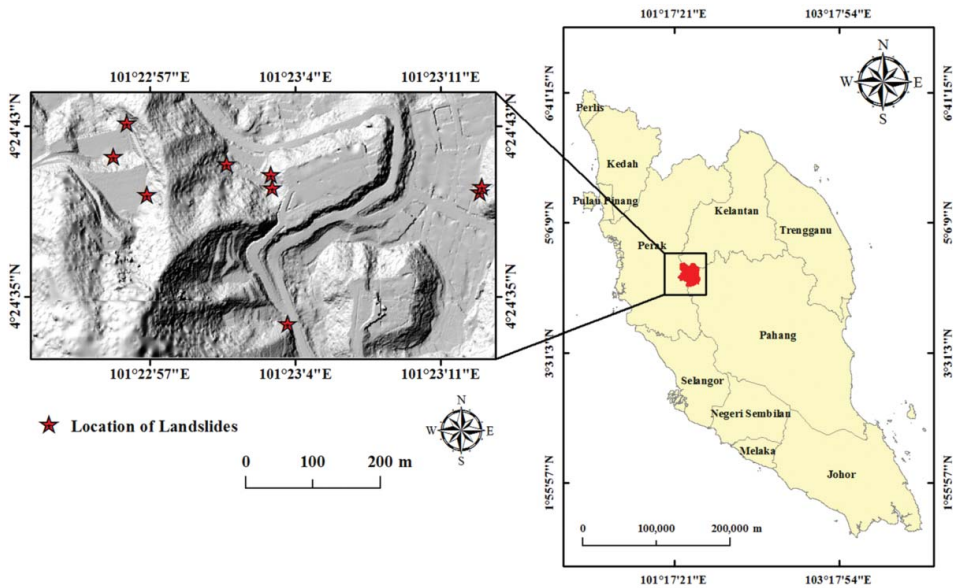 101°17'21"E 103°17'54"E
101°22'57"E 101°23'4"E 101°23'11"E
4°24'43"N
4°24'35"N
4°24'43"N
4°24'35"N
101°22'57"E 101°23'4"E 101°23'11"E
Location of Landslides
N
W E
S
0 100 200 m
N
W E
S
6°41'15"N
5°6'9"N
3°31'3"N
1°55'57"N
Perlis
Kedah
Pulau Pinang
Kelantan
Trengganu
Perak
Pahang
Selangor
Negeri Sembilan
Melaka
Johor
6°41'15"N
5°6'9"N
3°31'13"N
1°55'57"N
0 100,000 200,000 m
101°17'21"E 103°17'54"E